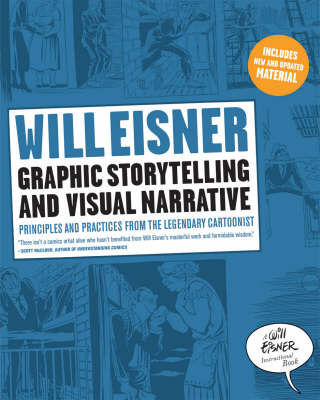 INCLUDES
NEW AND UPDATED
MATERIAL
WILL EISNER
GRAPHIC STORYTELLING
AND VISUAL NARRATIVE
PRINCIPLES AND PRACTICES FROM THE LEGENDARY CARTOONIST
"There isn't a comics artist alive who hasn't benefited from Will Eisner's masterful work and formidable wisdom."
—SCOTT McCLOUD, AUTHOR OF UNDERSTANDING COMICS
A Will
EISNER
Instructional
Book